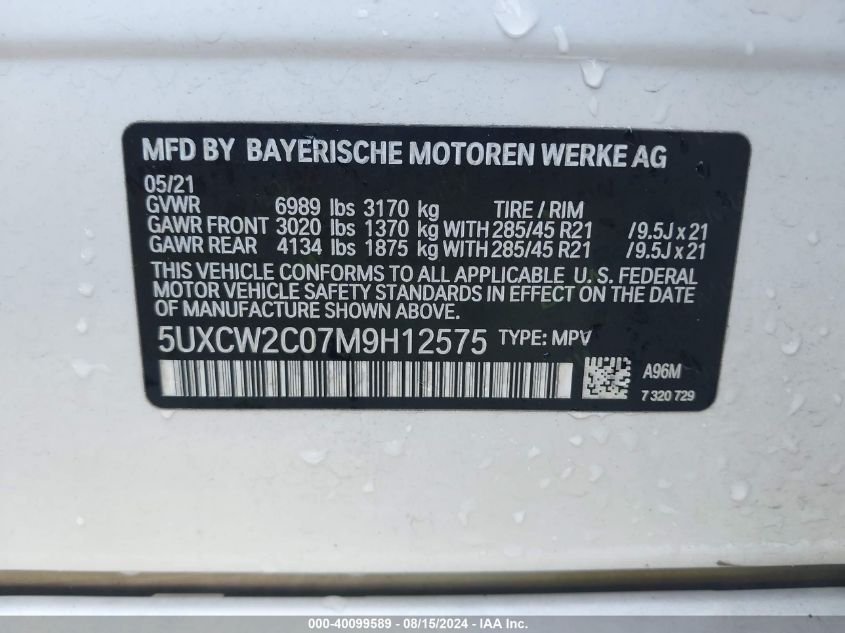 MFD BY BAYERISCHE MOTOREN WERKE AG
05/21
GVWR 6989 lbs 3170 kg TIRE / RIM
GAWR FRONT 3020 lbs 1370 kg WITH 285/45 R21 /9.5J x 21
GAWR REAR 4134 lbs 1875 kg WITH 285/45 R21 /9.5J x 21
THIS VEHICLE CONFORMS TO ALL APPLICABLE U. S. FEDERAL
MOTOR VEHICLE SAFETY STANDARDS IN EFFECT ON THE DATE
OF MANUFACTURE SHOWN ABOVE.
5UXCW2C07M9H12575 TYPE: MPV
A96M
7 320 729
000-40099589 - 08/15/2024 - IAA Inc.